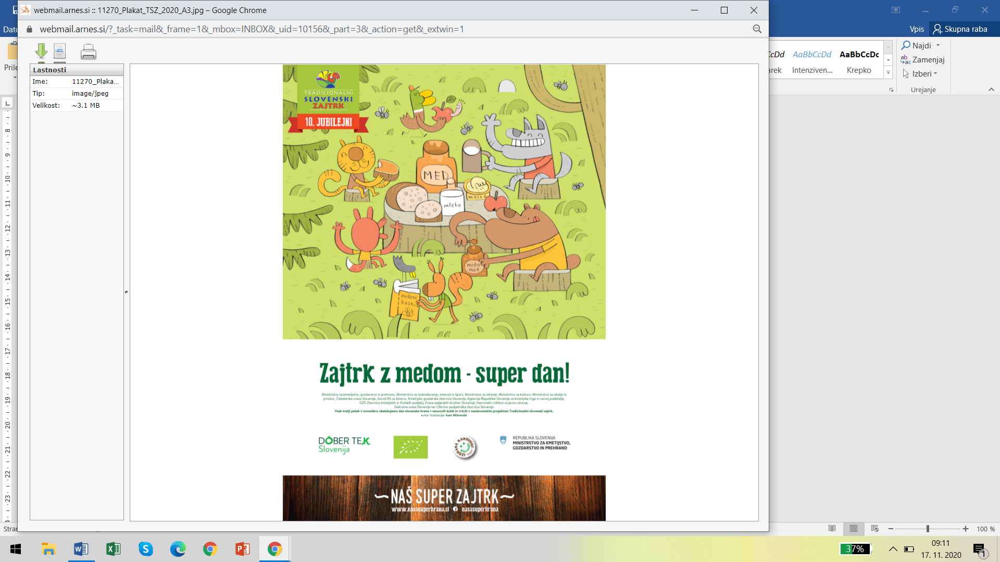 webmail.arnes.si :: 11270_Plakat_TSZ_2020_A3.jpg – Google Chrome
webmail.arnes.si/?_task=mail&_frame=1&_mbox=INBOX&_uid=10156&_part=3&_action=get&_extwin=1
Vpis
Skupna raba
Lastnosti
Ime: 11270_Plaka...
Tip: image/jpeg
Velikost: ~3.1 MB
AaBbCcDd
AaBbCcDc
Intenziven...
Krepko
Najdi
Zamenjaj
Izberi
Urejanje
TRADICIONALNI
SLOVENSKI
ZAJTRK
10. JUBILEJNI
MED
maslo
mleko
medene
basni
med
Zajtrk z medom - super dan!
Ministrstvo za kmetijstvo, gozdarstvo in prehrano, Ministrstvo za izobraževanje, znanost in šport, Ministrstvo za zdravje, Ministrstvo za kulturo, Ministrstvo za okolje in
prostor, Čebelarska zveza Slovenije, Zavod RS za šolstvo, Kmetijsko gozdarska zbornica Slovenije, Agencija Republike Slovenije za kmetijske trge in razvoj podeželja,
GZS-Zbornica kmetijskih in živilskih podjetij, Zveza sadjarskih društev Slovenije, Nacionalni inštitut za javno zdravje,
Zadružna zveza Slovenije ter Obrtno-podjetniška zbornica Slovenije
Vsak tretji petek v novembru obeležujemo dan slovenske hrane v osnovnih šolah in vrtcih z vseslovenskim projektom Tradicionalni slovenski zajtrk.
avtor ilustracije: Ivan Mitrevski
DOBER TEK
Slovenija
IZBRANA KAKOVOST
REPUBLIKA SLOVENIJA
MINISTRSTVO ZA KMETIJSTVO,
GOZDARSTVO IN PREHRANO
NAŠ SUPER ZAJTRK
www.nasasuperhrana.si nasasuperhrana
100 %
37%
09:11
17. 11. 2020
1